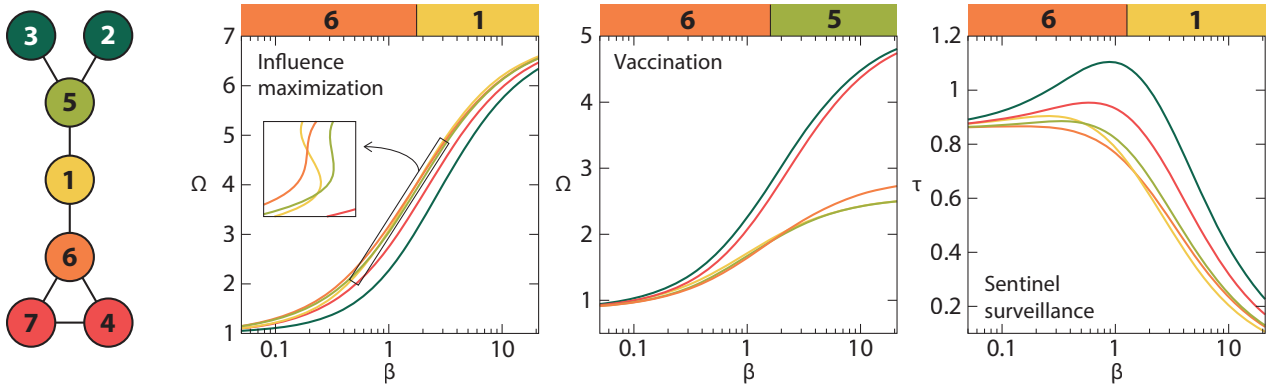 3 2
5
1
6
7 4
6 1
Influence
maximization
7
6
5
4
3
2
1
Ω
0.1 1 10
β
6 5
Vaccination
5
4
3
2
1
Ω
0.1 1 10
β
6 1
1.2
1
0.8
0.6
0.4
0.2
τ
Sentinel
surveillance
0.1 1 10
β